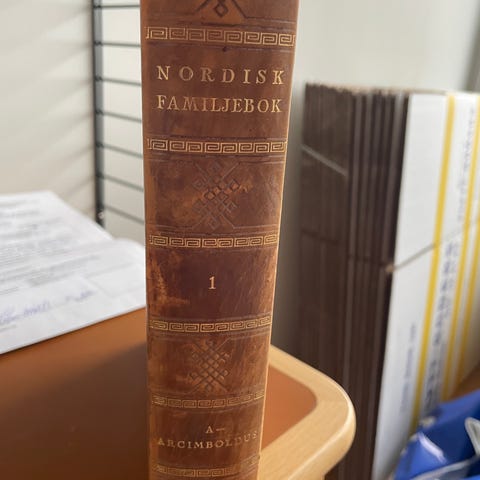 NORDISK
FAMILJEBOK
1
A–
ARCIMBOLDUS